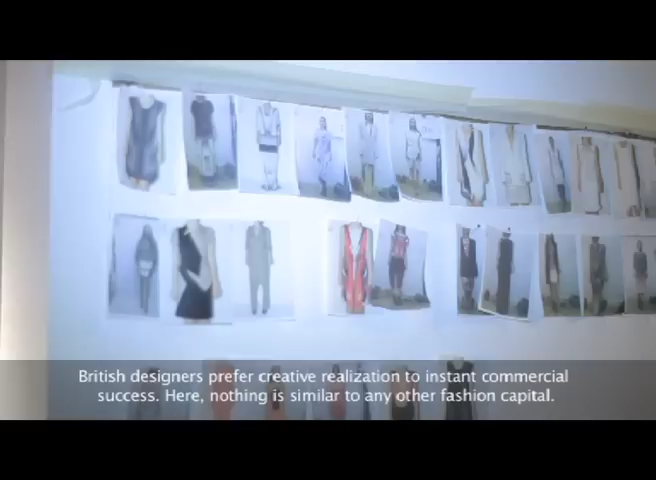 British designers prefer creative realization to instant commercial
success. Here, nothing is similar to any other fashion capital.